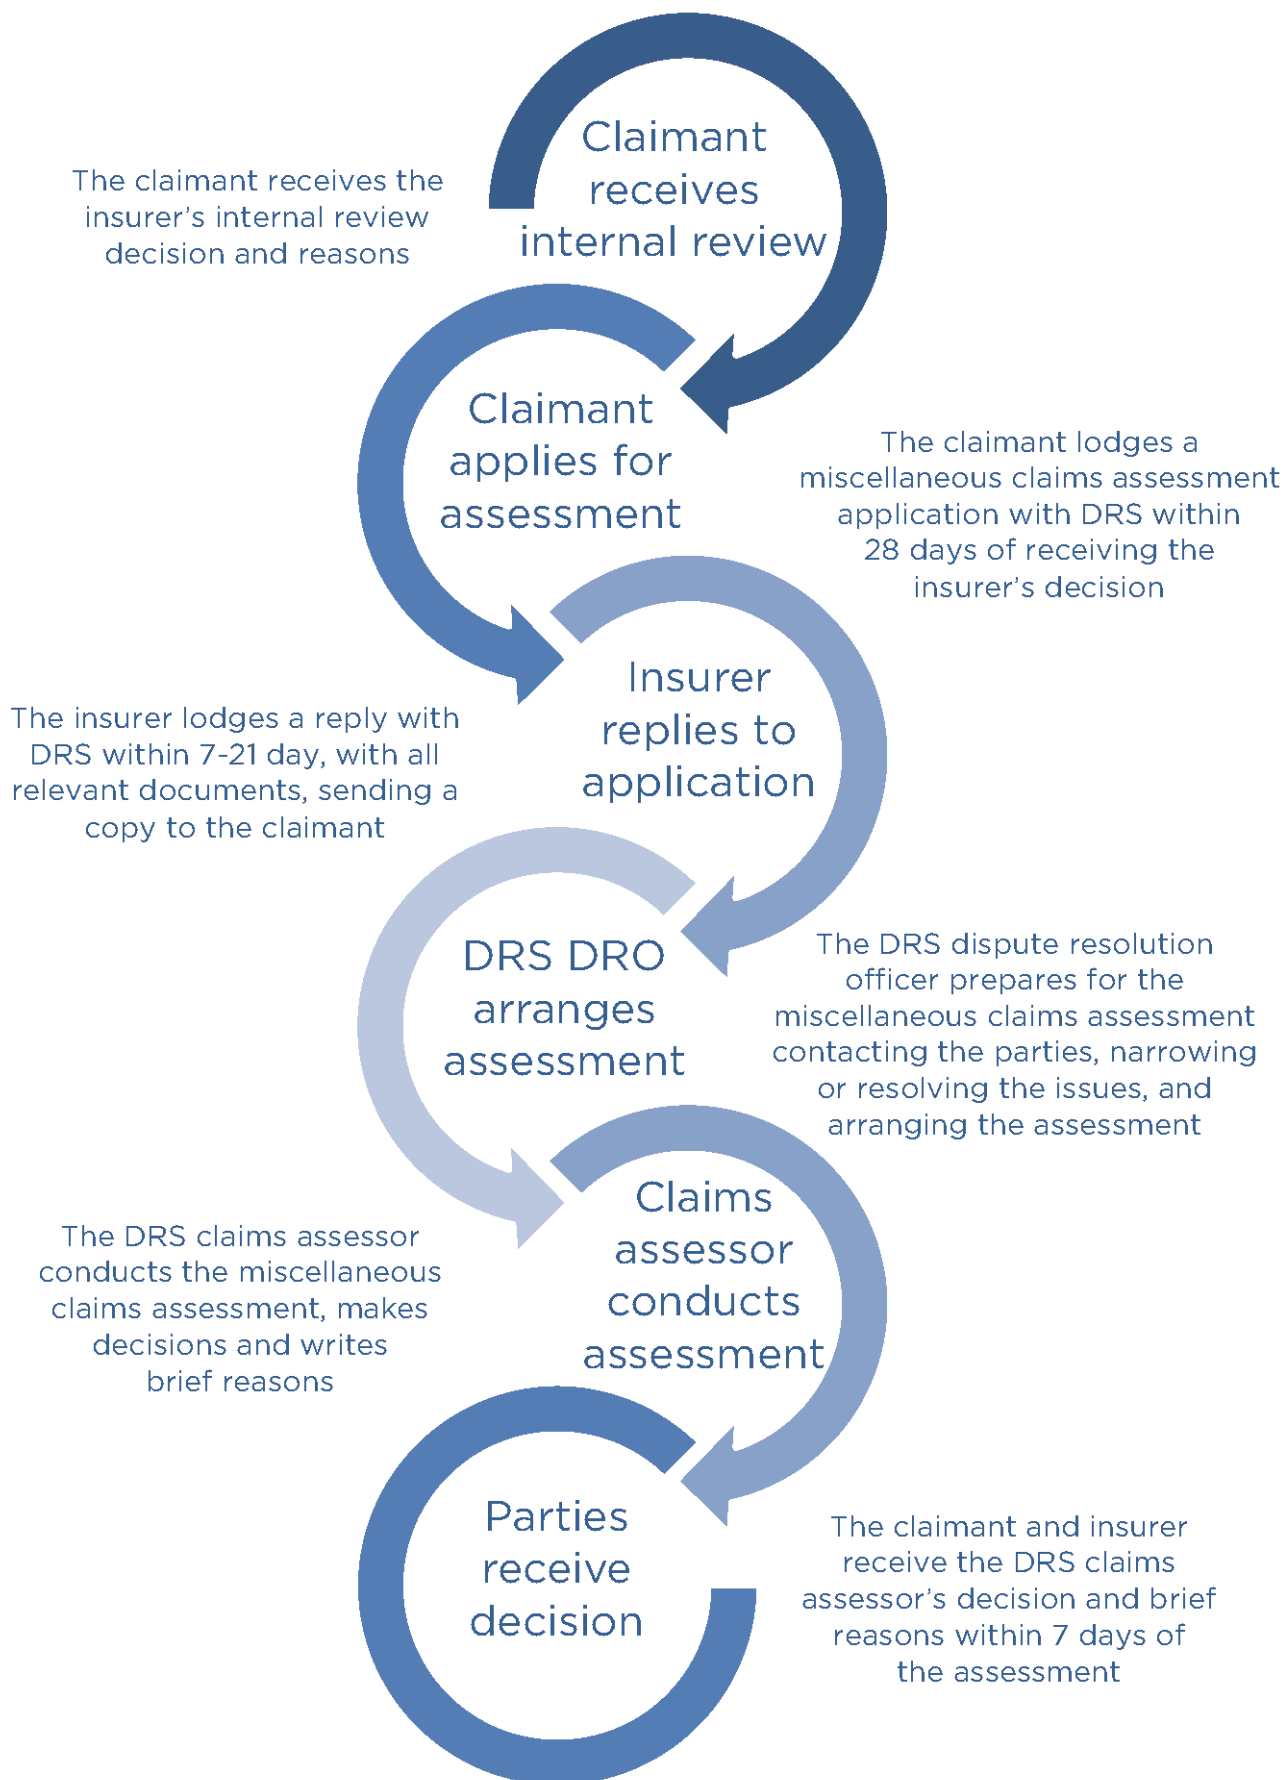 Claimant
receives
internal review
The claimant receives the
insurer’s internal review
decision and reasons
Claimant
applies for
assessment
The claimant lodges a
miscellaneous claims assessment
application with DRS within
28 days of receiving the
insurer’s decision
Insurer
replies to
application
The insurer lodges a reply with
DRS within 7-21 day, with all
relevant documents, sending a
copy to the claimant
DRS DRO
arranges
assessment
The DRS dispute resolution
officer prepares for the
miscellaneous claims assessment
contacting the parties, narrowing
or resolving the issues, and
arranging the assessment
Claims
assessor
conducts
assessment
The DRS claims assessor
conducts the miscellaneous
claims assessment, makes
decisions and writes
brief reasons
Parties
receive
decision
The claimant and insurer
receive the DRS claims
assessor’s decision and brief
reasons within 7 days of
the assessment